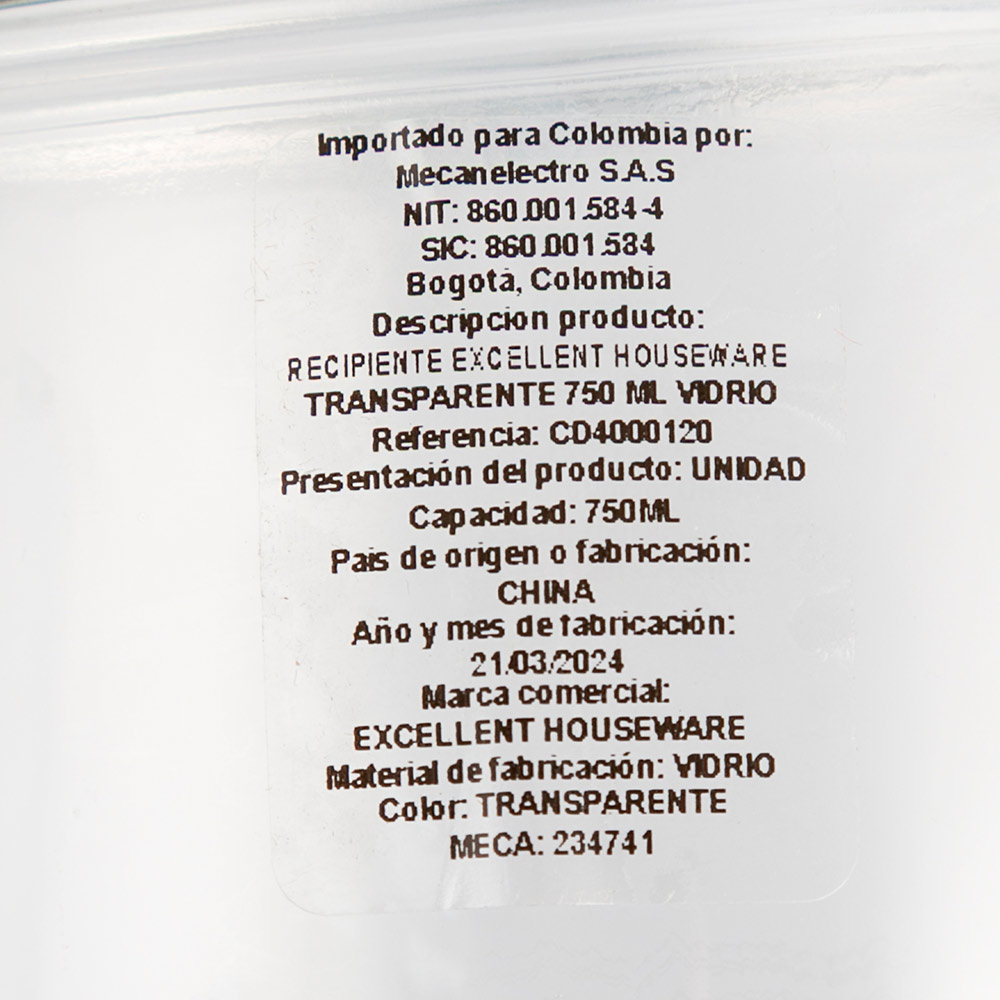 Importado para Colombia por:
Mecanelectro S.A.S
NIT: 860.001.584-4
SIC: 860.001.584
Bogotá, Colombia
Descripcion producto:
RECIPIENTE EXCELLENT HOUSEWARE
TRANSPARENTE 750 ML VIDRIO
Referencia: CD4000120
Presentación del producto: UNIDAD
Capacidad: 750ML
Pais de origen o fabricación:
CHINA
Año y mes de fabricación:
21/03/2024
Marca comercial:
EXCELLENT HOUSEWARE
Material de fabricación: VIDRIO
Color: TRANSPARENTE
MECA: 234741